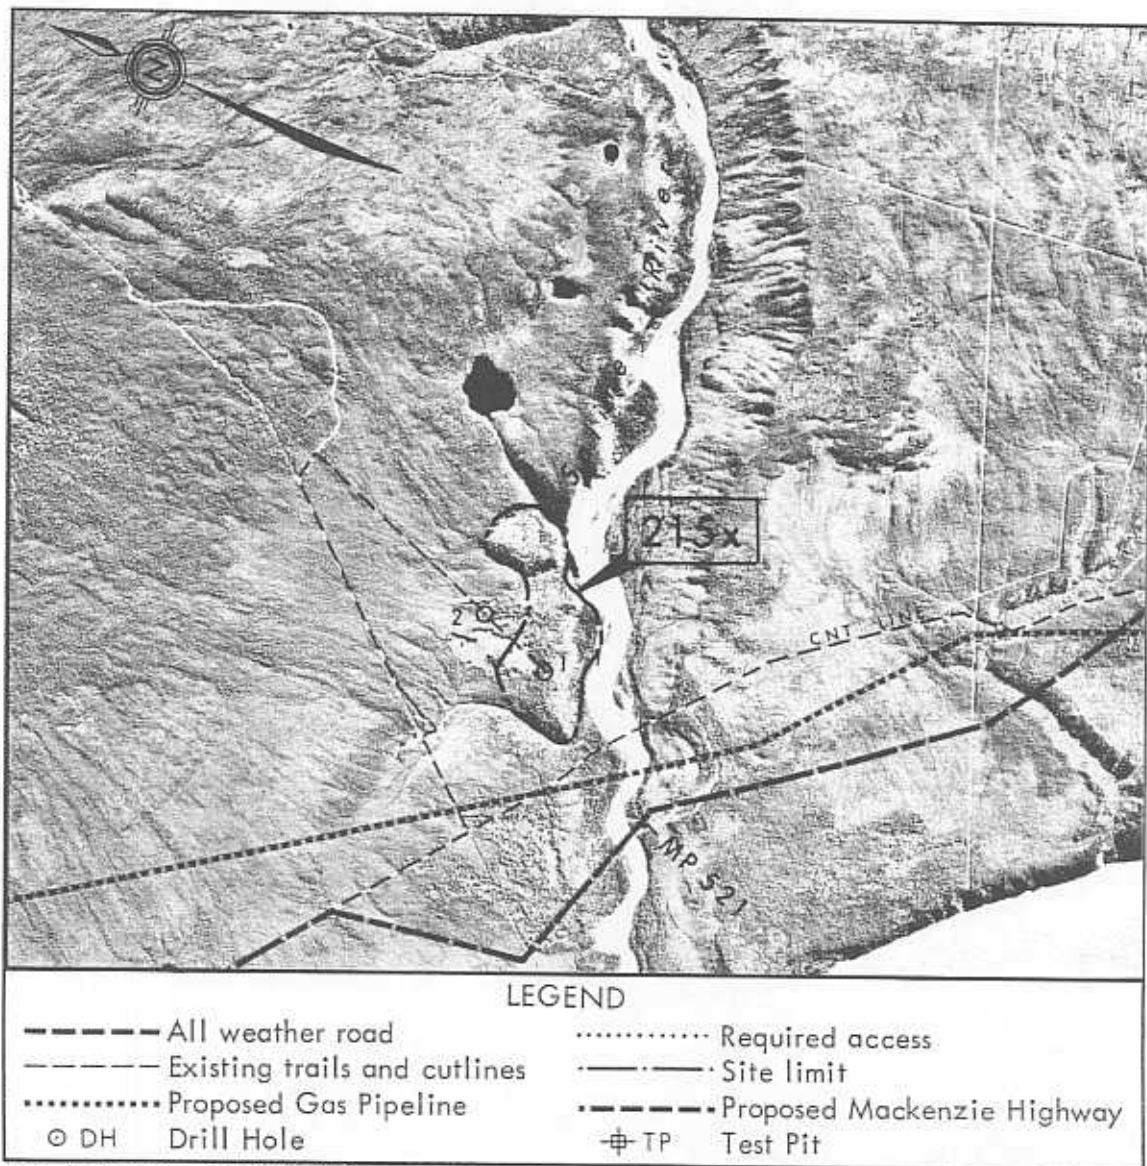 N
RIVER
215x
2
1
CNT LINE
MP 521
LEGEND
All weather road
Existing trails and cutlines
Proposed Gas Pipeline
DH Drill Hole
Required access
Site limit
Proposed Mackenzie Highway
TP Test Pit